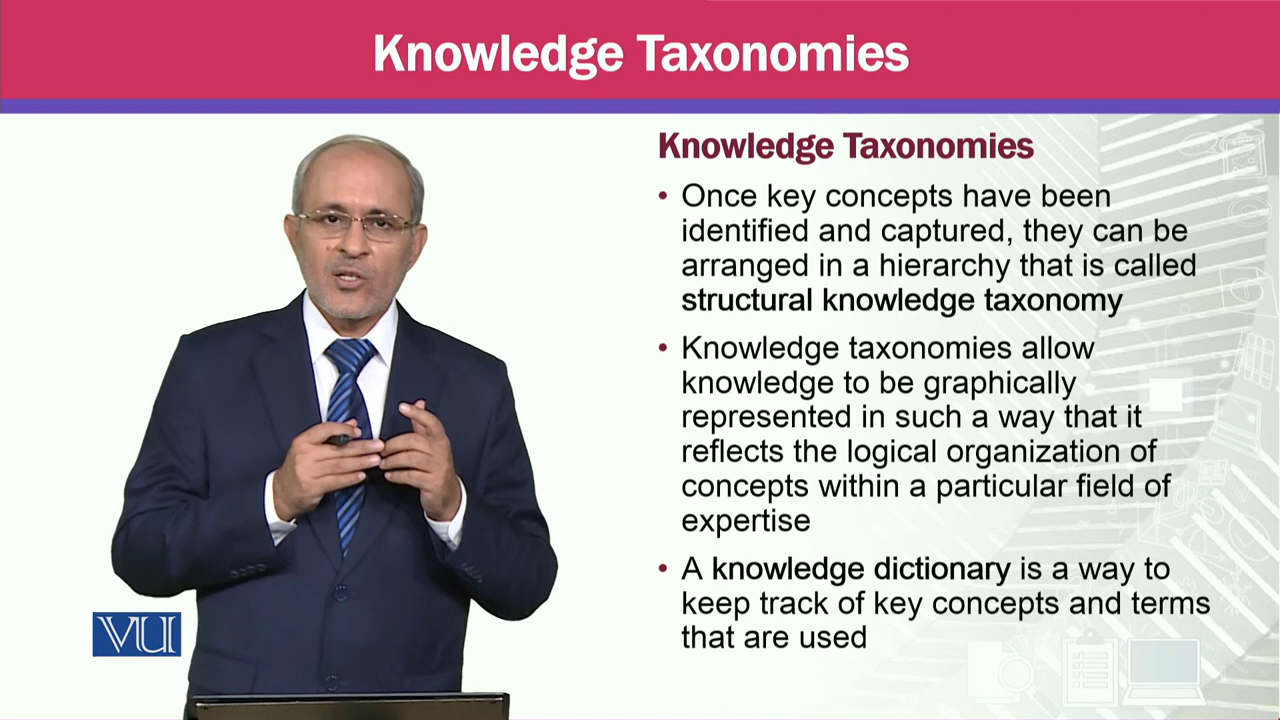 Knowledge Taxonomies
Knowledge Taxonomies
• Once key concepts have been
identified and captured, they can be
arranged in a hierarchy that is called
structural knowledge taxonomy
• Knowledge taxonomies allow
knowledge to be graphically
represented in such a way that it
reflects the logical organization of
concepts within a particular field of
expertise
• A knowledge dictionary is a way to
keep track of key concepts and terms
that are used
VU